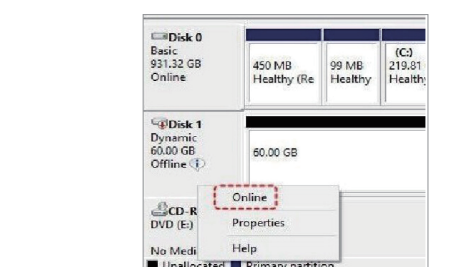 Disk 0
Basic
931.32 GB
Online
450 MB
Healthy (Re
99 MB
Healthy
(C:)
219.81
Health
Disk 1
Dynamic
60.00 GB
Offline
60.00 GB
Online
Properties
Help
CD-R
DVD (E:)
No Medi
Unallocated
Primary partition